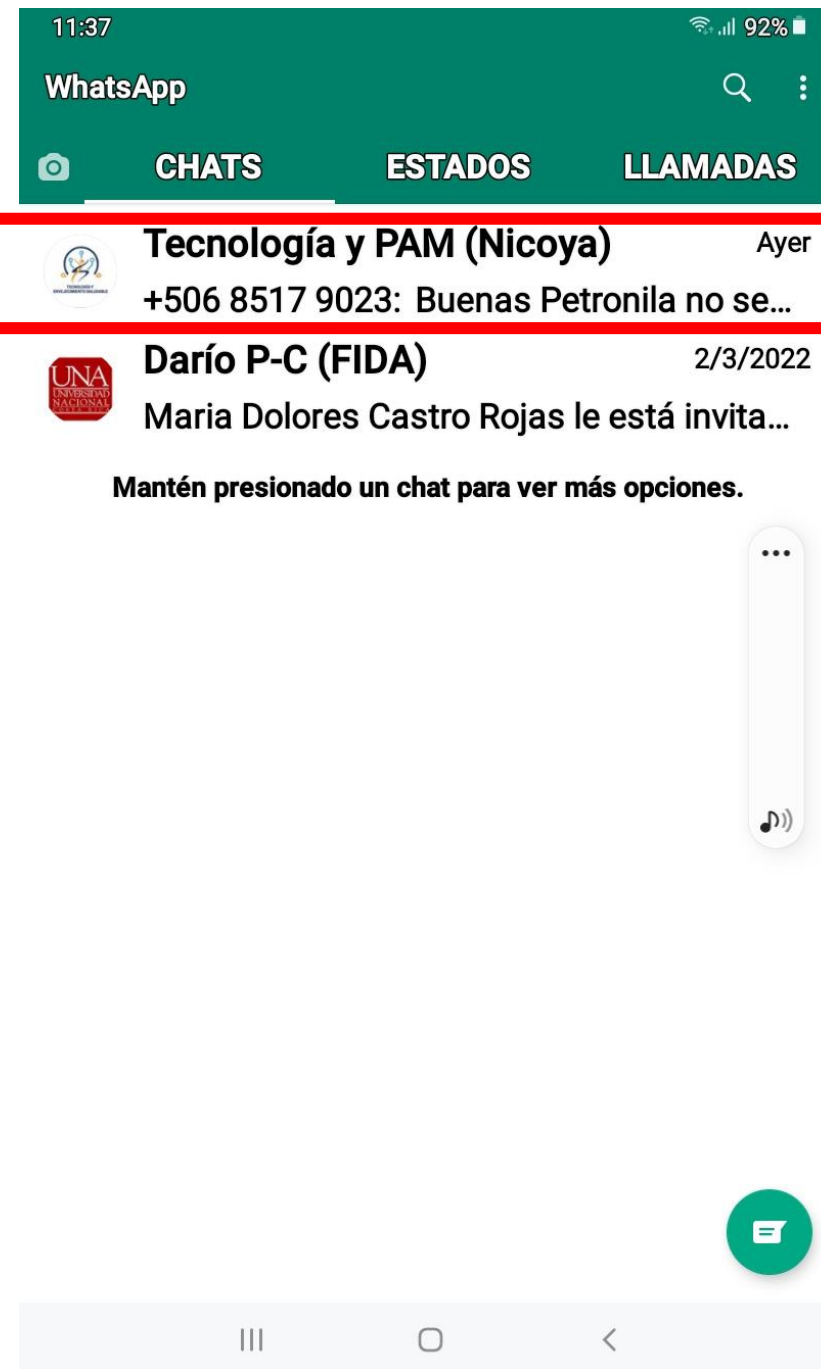 11:37 92%
WhatsApp
CHATS ESTADOS LLAMADAS
Tecnología y PAM (Nicoya) Ayer
+506 8517 9023: Buenas Petronila no se...
Darío P-C (FIDA) 2/3/2022
UNA
UNIVERSIDAD
NACIONAL
COSTA RICA
Maria Dolores Castro Rojas le está invita...
Mantén presionado un chat para ver más opciones.